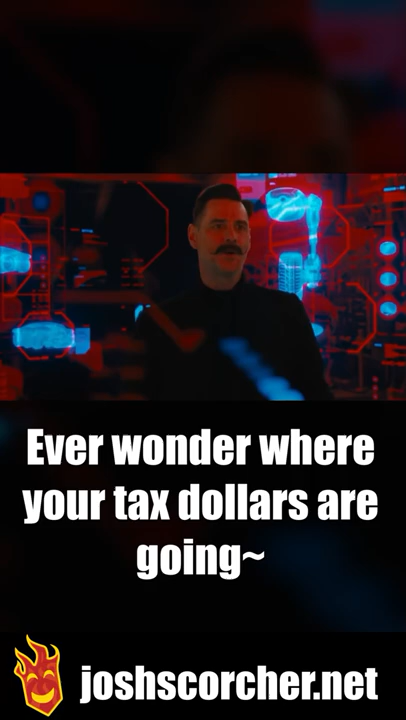 Ever wonder where
your tax dollars are
going~
joshscorcher.net